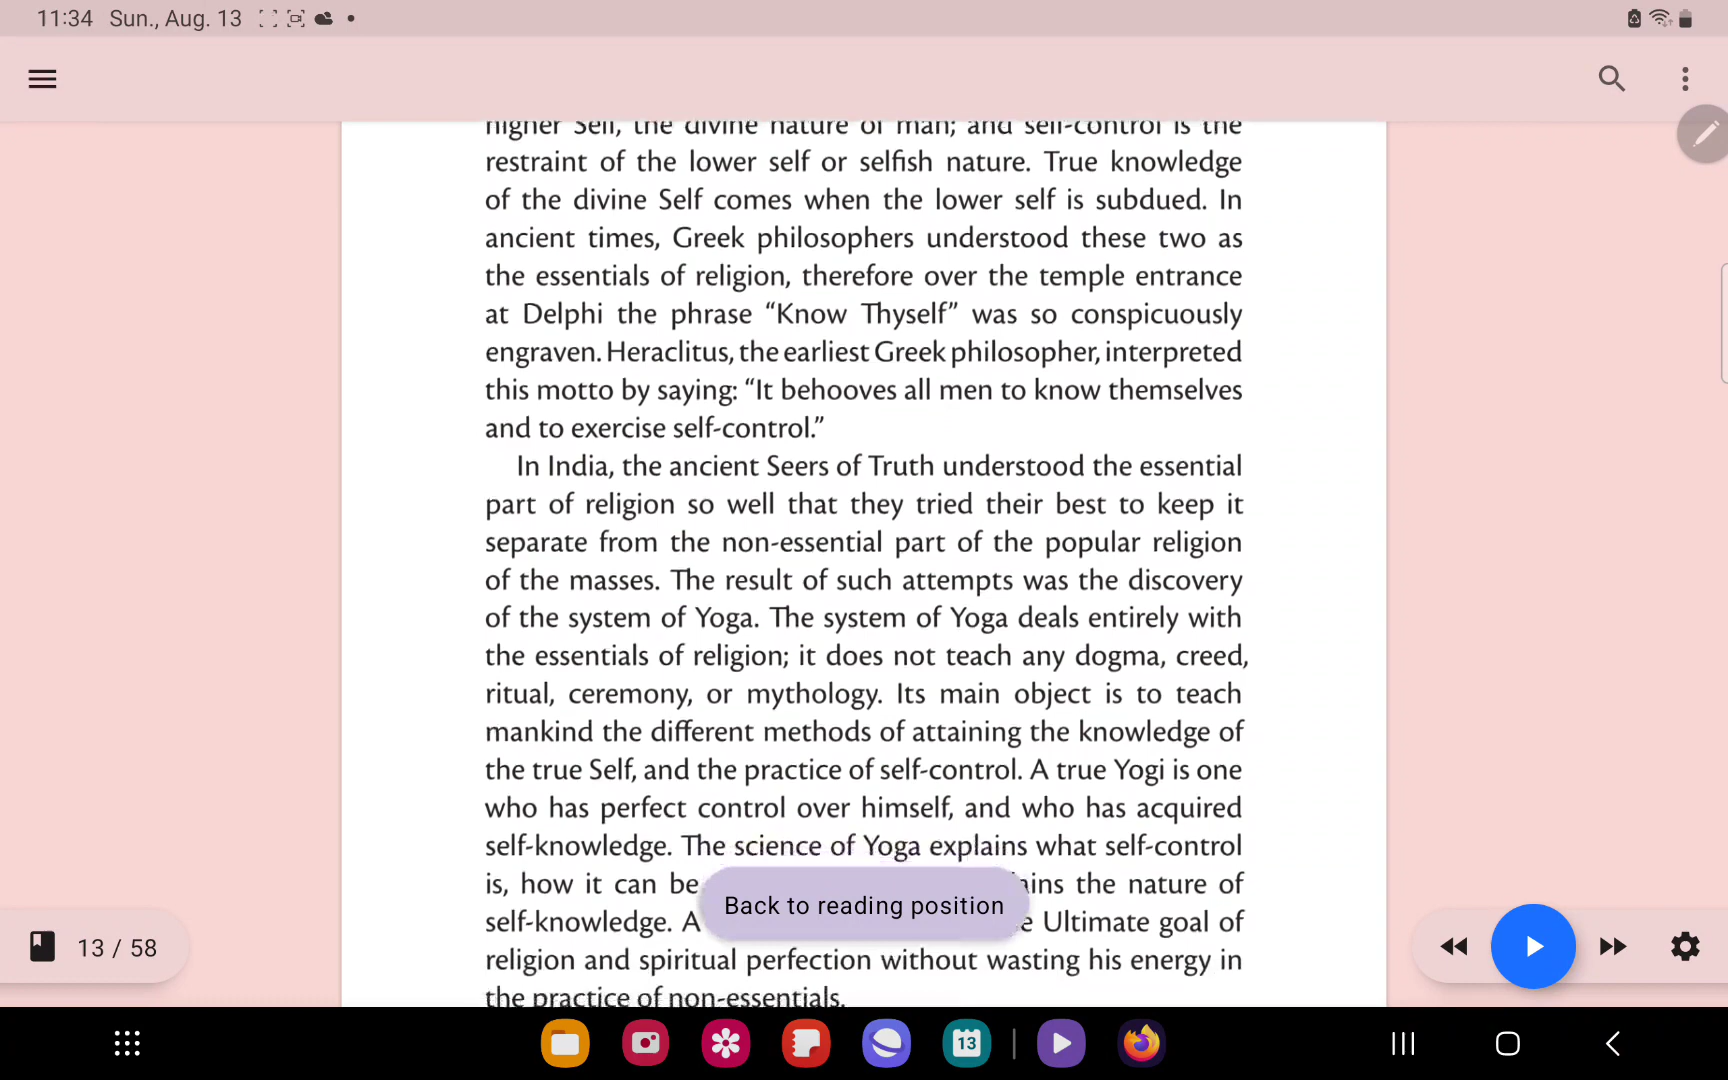 11:34 Sun., Aug. 13
higher Self, the divine nature of man; and self-control is the
restraint of the lower self or selfish nature. True knowledge
of the divine Self comes when the lower self is subdued. In
ancient times, Greek philosophers understood these two as
the essentials of religion, therefore over the temple entrance
at Delphi the phrase “Know Thyself” was so conspicuously
engraven. Heraclitus, the earliest Greek philosopher, interpreted
this motto by saying: “It behooves all men to know themselves
and to exercise self-control.”
In India, the ancient Seers of Truth understood the essential
part of religion so well that they tried their best to keep it
separate from the non-essential part of the popular religion
of the masses. The result of such attempts was the discovery
of the system of Yoga. The system of Yoga deals entirely with
the essentials of religion; it does not teach any dogma, creed,
ritual, ceremony, or mythology. Its main object is to teach
mankind the different methods of attaining the knowledge of
the true Self, and the practice of self-control. A true Yogi is one
who has perfect control over himself, and who has acquired
self-knowledge. The science of Yoga explains what self-control
is, how it can be the nature of
self-knowledge. A Ultimate goal of
Back to reading position
religion and spiritual perfection without wasting his energy in
the practice of non-essentials.
13 / 58
13